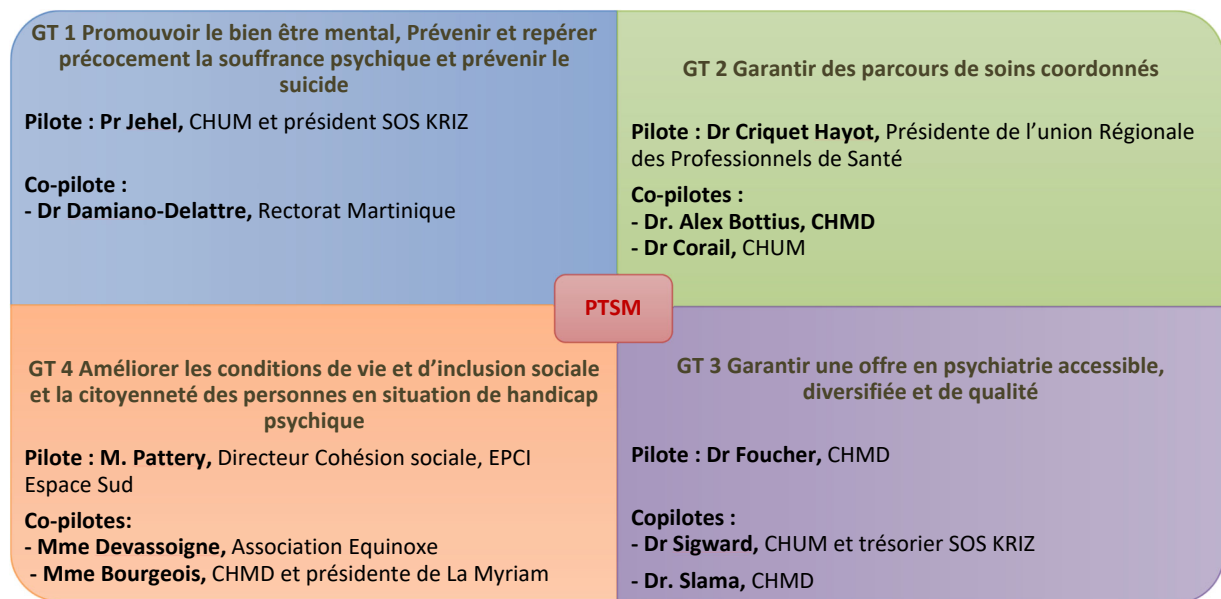 GT 1 Promouvoir le bien être mental, Prévenir et repérer
précocement la souffrance psychique et prévenir le
suicide
Pilote : Pr Jehel, CHUM et président SOS KRIZ
Co-pilote :
- Dr Damiano-Delattre, Rectorat Martinique
GT 2 Garantir des parcours de soins coordonnés
Pilote : Dr Criquet Hayot, Présidente de l’union Régionale
des Professionnels de Santé
Co-pilotes :
- Dr. Alex Bottius, CHMD
- Dr Corail, CHUM
PTSM
GT 4 Améliorer les conditions de vie et d’inclusion sociale
et la citoyenneté des personnes en situation de handicap
psychique
Pilote : M. Pattery, Directeur Cohésion sociale, EPCI
Espace Sud
Co-pilotes:
- Mme Devassoigne, Association Equinoxe
- Mme Bourgeois, CHMD et présidente de La Myriam
GT 3 Garantir une offre en psychiatrie accessible,
diversifiée et de qualité
Pilote : Dr Foucher, CHMD
Copilotes :
- Dr Sigward, CHUM et trésorier SOS KRIZ
- Dr. Slama, CHMD